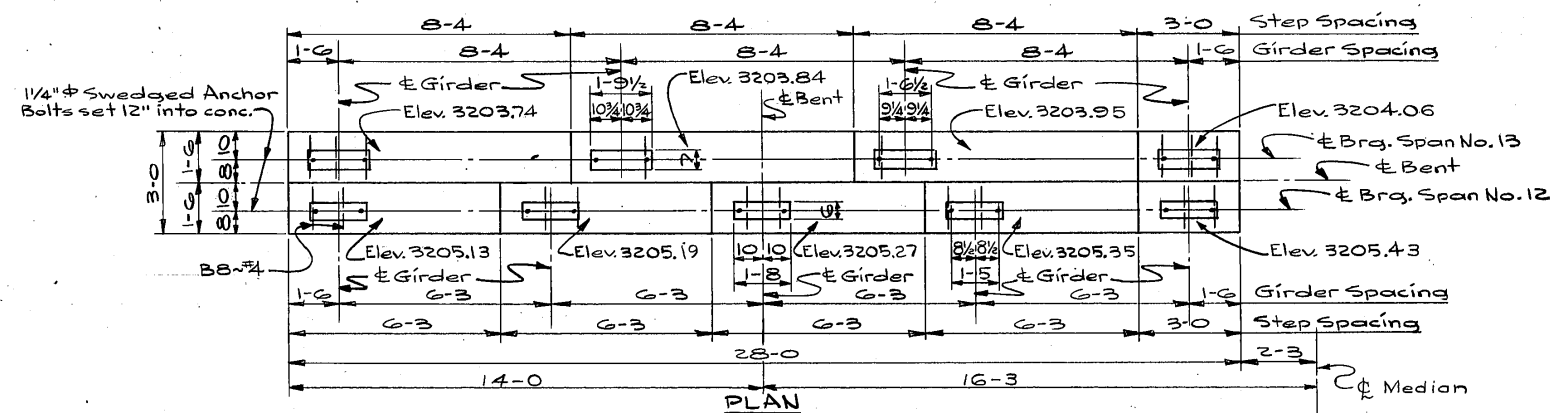 8-4 8-4 8-4 3-0 Step Spacing
1-6 8-4 8-4 8-4 1-6 Girder Spacing
1¼"Φ Swedged Anchor
Bolts set 12" into conc.
℄ Girder
Elev. 3203.74
1-9½
10¾ 10¾
Elev. 3203.84
℄ Bent
1-6½
9¼ 9¼
℄ Girder
Elev. 3203.95
Elev. 3204.06
℄ Brg. Span No. 13
℄ Bent
℄ Brg. Span No. 12
3-0
1-6
1-6
10
8
10
8
7
6
B8~#4
Elev. 3205.13
Elev. 3205.19
10 10
1-8
Elev. 3205.27
8½ 8½
1-5
Elev. 3205.35
Elev. 3205.43
℄ Girder
℄ Girder
℄ Girder
1-6 6-3 6-3 6-3 6-3 1-6 Girder Spacing
6-3 6-3 6-3 6-3 3-0 Step Spacing
28-0 2-3
14-0 16-3
℄ Median
PLAN